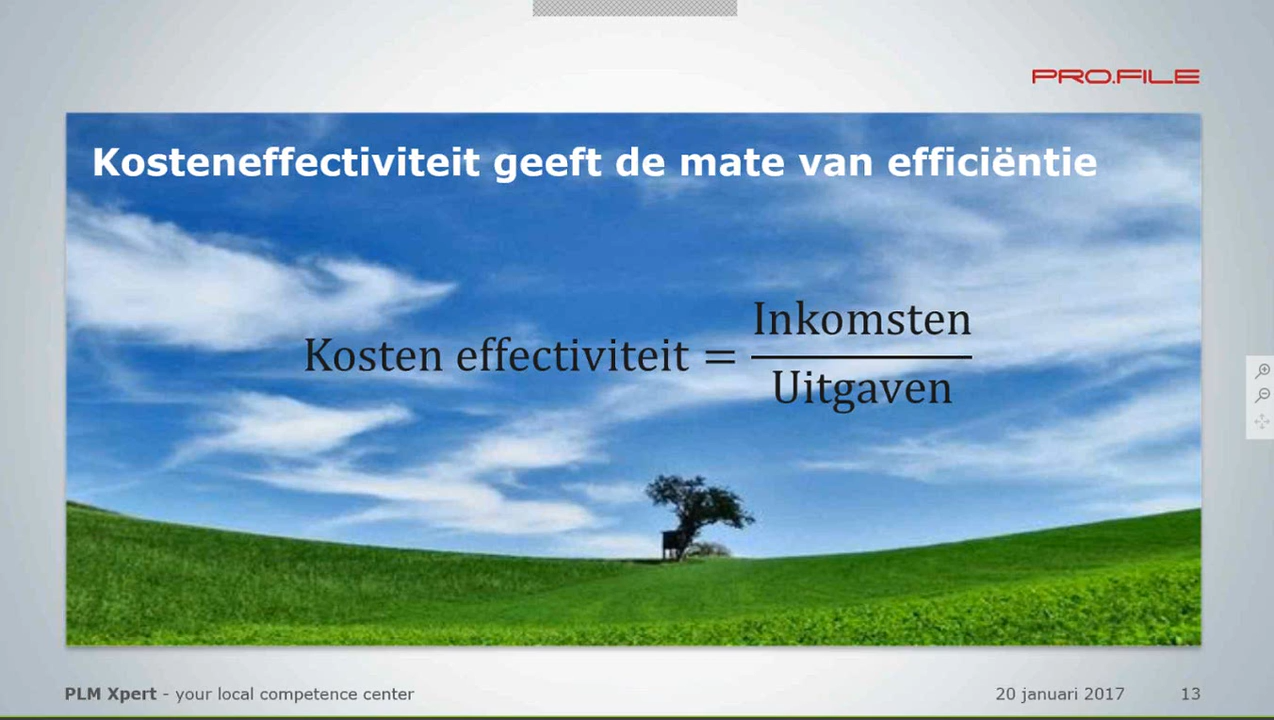 PRO.FILE
Kosteneffectiviteit geeft de mate van efficiëntie
Kosten effectiviteit = Inkomsten
Uitgaven
PLM Xpert - your local competence center 20 januari 2017 13